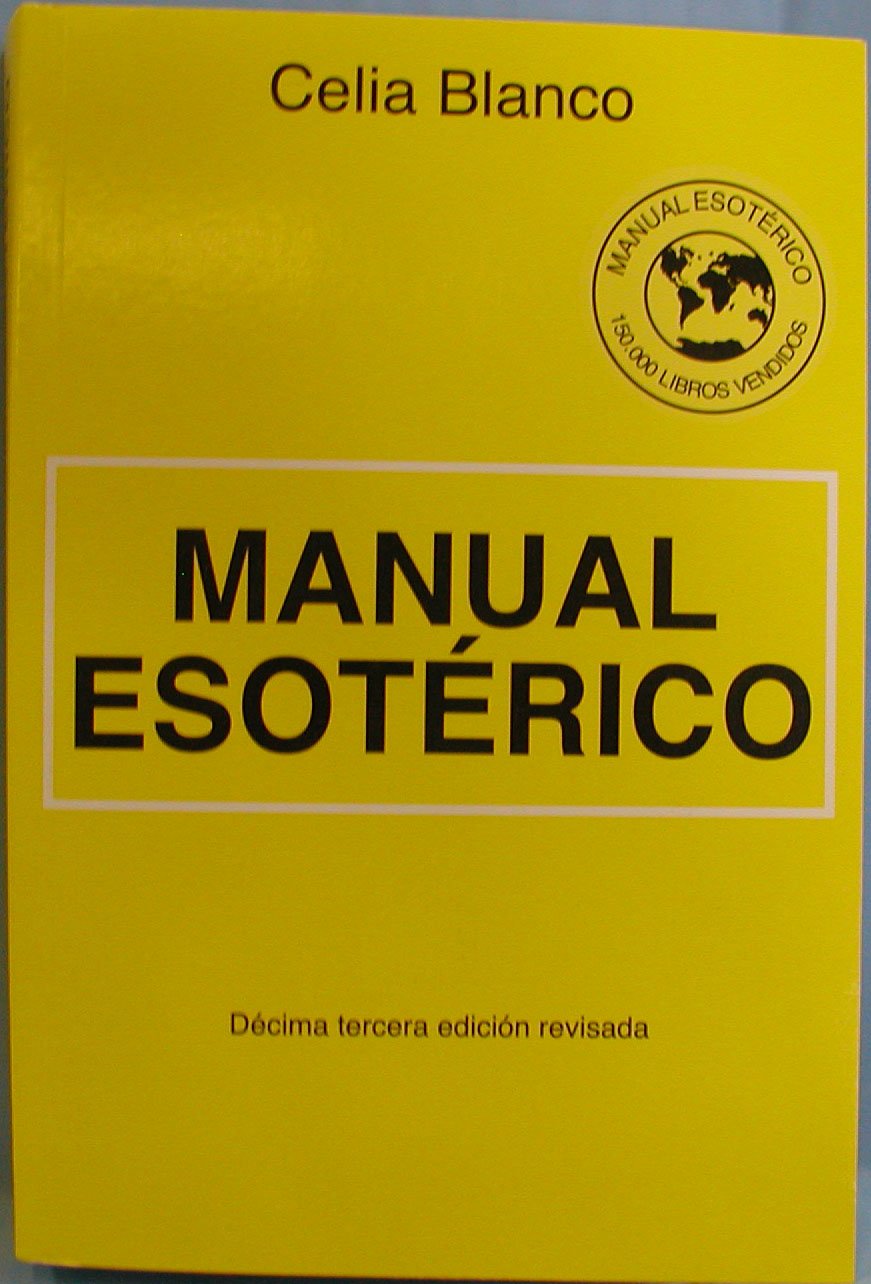 Celia Blanco
MANUAL ESOTÉRICO
150.000 LIBROS VENDIDOS
MANUAL
ESOTÉRICO
Décima tercera edición revisada